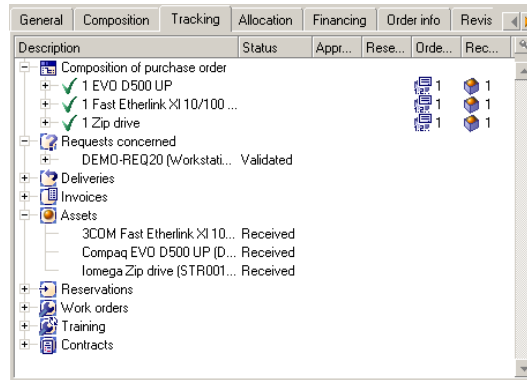 General Composition Tracking Allocation Financing Order info Revis
Description Status Appr... Rese... Orde... Rec...
Composition of purchase order
1 EVO D500 UP 1 1
1 Fast Etherlink XI 10/100 ... 1 1
1 Zip drive 1 1
Requests concerned
DEMO-REQ20 (Workstati... Validated
Deliveries
Invoices
Assets
3COM Fast Etherlink XI 10... Received
Compaq EVO D500 UP (D... Received
Iomega Zip drive (STR001... Received
Reservations
Work orders
Training
Contracts